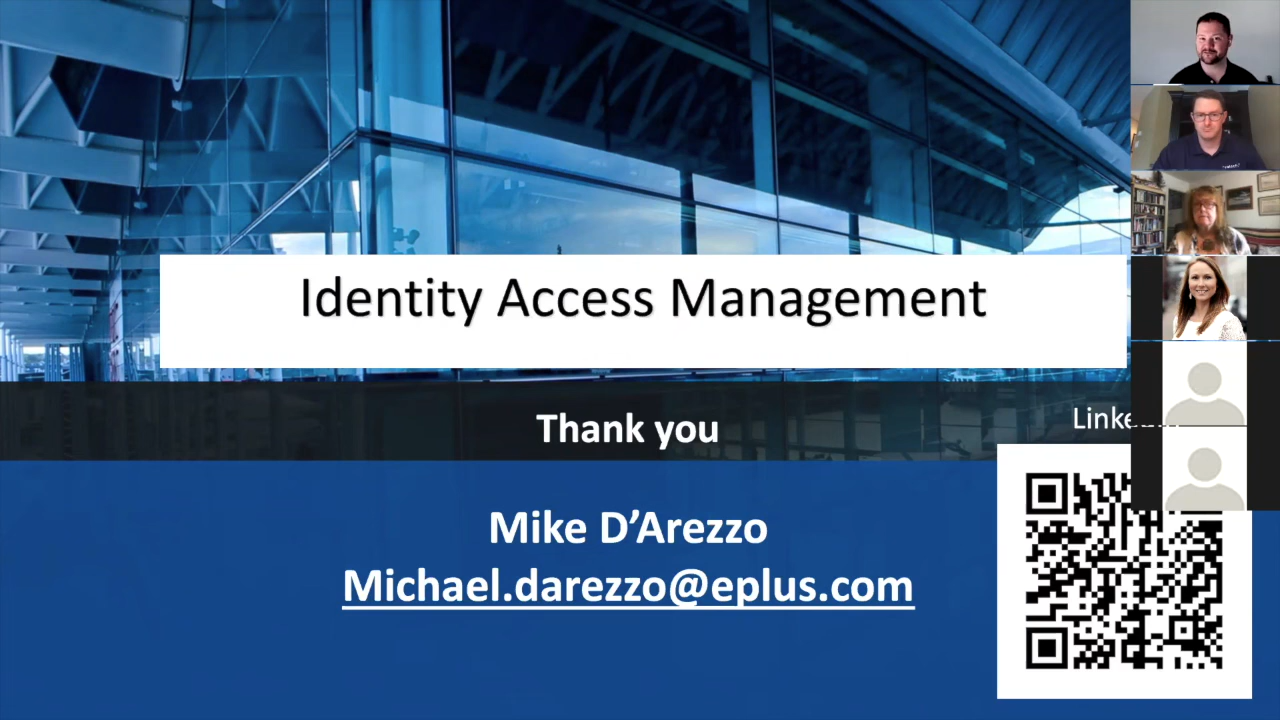 Identity Access Management
Thank you
Mike D’Arezzo
Michael.darezzo@eplus.com